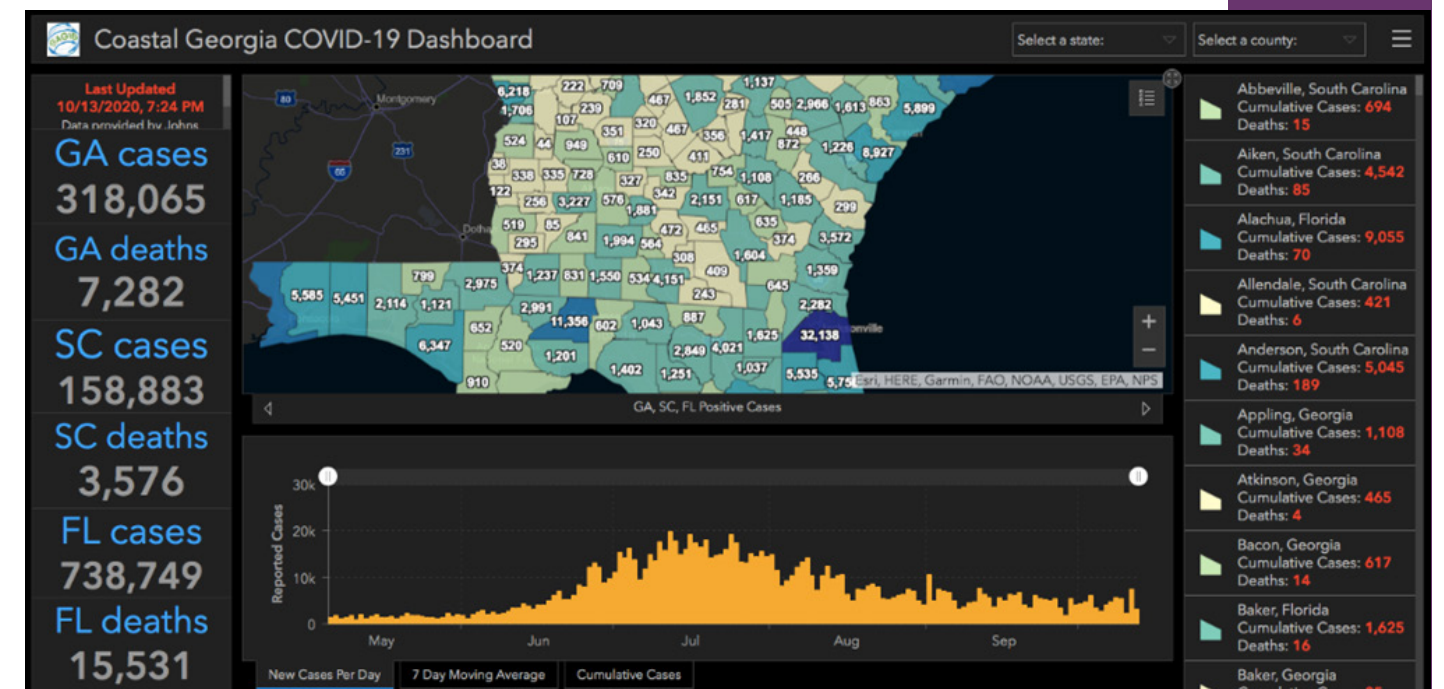 Coastal Georgia COVID-19 Dashboard
Select a state:
Select a county:
Last Updated
10/13/2020, 7:24 PM
Data provided by Johns
GA cases
318,065
GA deaths
7,282
SC cases
158,883
SC deaths
3,576
FL cases
738,749
FL deaths
15,531
80
Montgomery
6,218
222
709
1,137
1,706
239
467
1,852
281
505
2,966
1,613
863
5,899
107
351
320
467
356
1,417
448
231
524
44
949
610
250
411
872
1,226
8,927
65
38
338
335
728
327
835
754
1,108
266
122
256
3,227
576
342
2,151
617
1,185
299
1,881
Dotha
519
85
472
465
635
295
841
1,994
564
374
3,572
308
1,604
799
374
1,237
831
1,550
534
4,151
409
1,359
2,975
645
5,585
5,451
2,114
1,121
243
2,991
2,282
652
11,356
602
1,043
887
1,625
32,138
onville
6,347
520
1,201
2,849
4,021
1,402
1,251
1,037
5,535
910
Esri, HERE, Garmin, FAO, NOAA, USGS, EPA, NPS
GA, SC, FL Positive Cases
Reported Cases
30k
20k
10k
0
May
Jun
Jul
Aug
Sep
New Cases Per Day
7 Day Moving Average
Cumulative Cases
Abbeville, South Carolina
Cumulative Cases: 694
Deaths: 15
Aiken, South Carolina
Cumulative Cases: 4,542
Deaths: 85
Alachua, Florida
Cumulative Cases: 9,055
Deaths: 70
Allendale, South Carolina
Cumulative Cases: 421
Deaths: 6
Anderson, South Carolina
Cumulative Cases: 5,045
Deaths: 189
Appling, Georgia
Cumulative Cases: 1,108
Deaths: 34
Atkinson, Georgia
Cumulative Cases: 465
Deaths: 4
Bacon, Georgia
Cumulative Cases: 617
Deaths: 14
Baker, Florida
Cumulative Cases: 1,625
Deaths: 16
Baker, Georgia